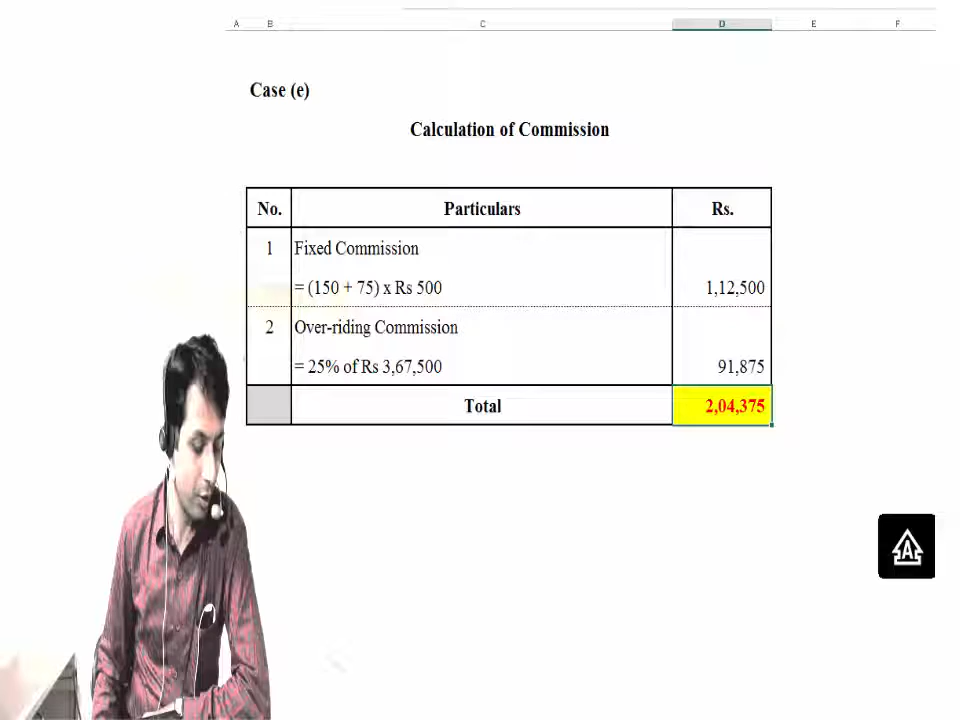 A B C D E F
Case (e)
Calculation of Commission
No. Particulars Rs.
1 Fixed Commission
= (150 + 75) x Rs 500 1,12,500
2 Over-riding Commission
= 25% of Rs 3,67,500 91,875
Total 2,04,375
A